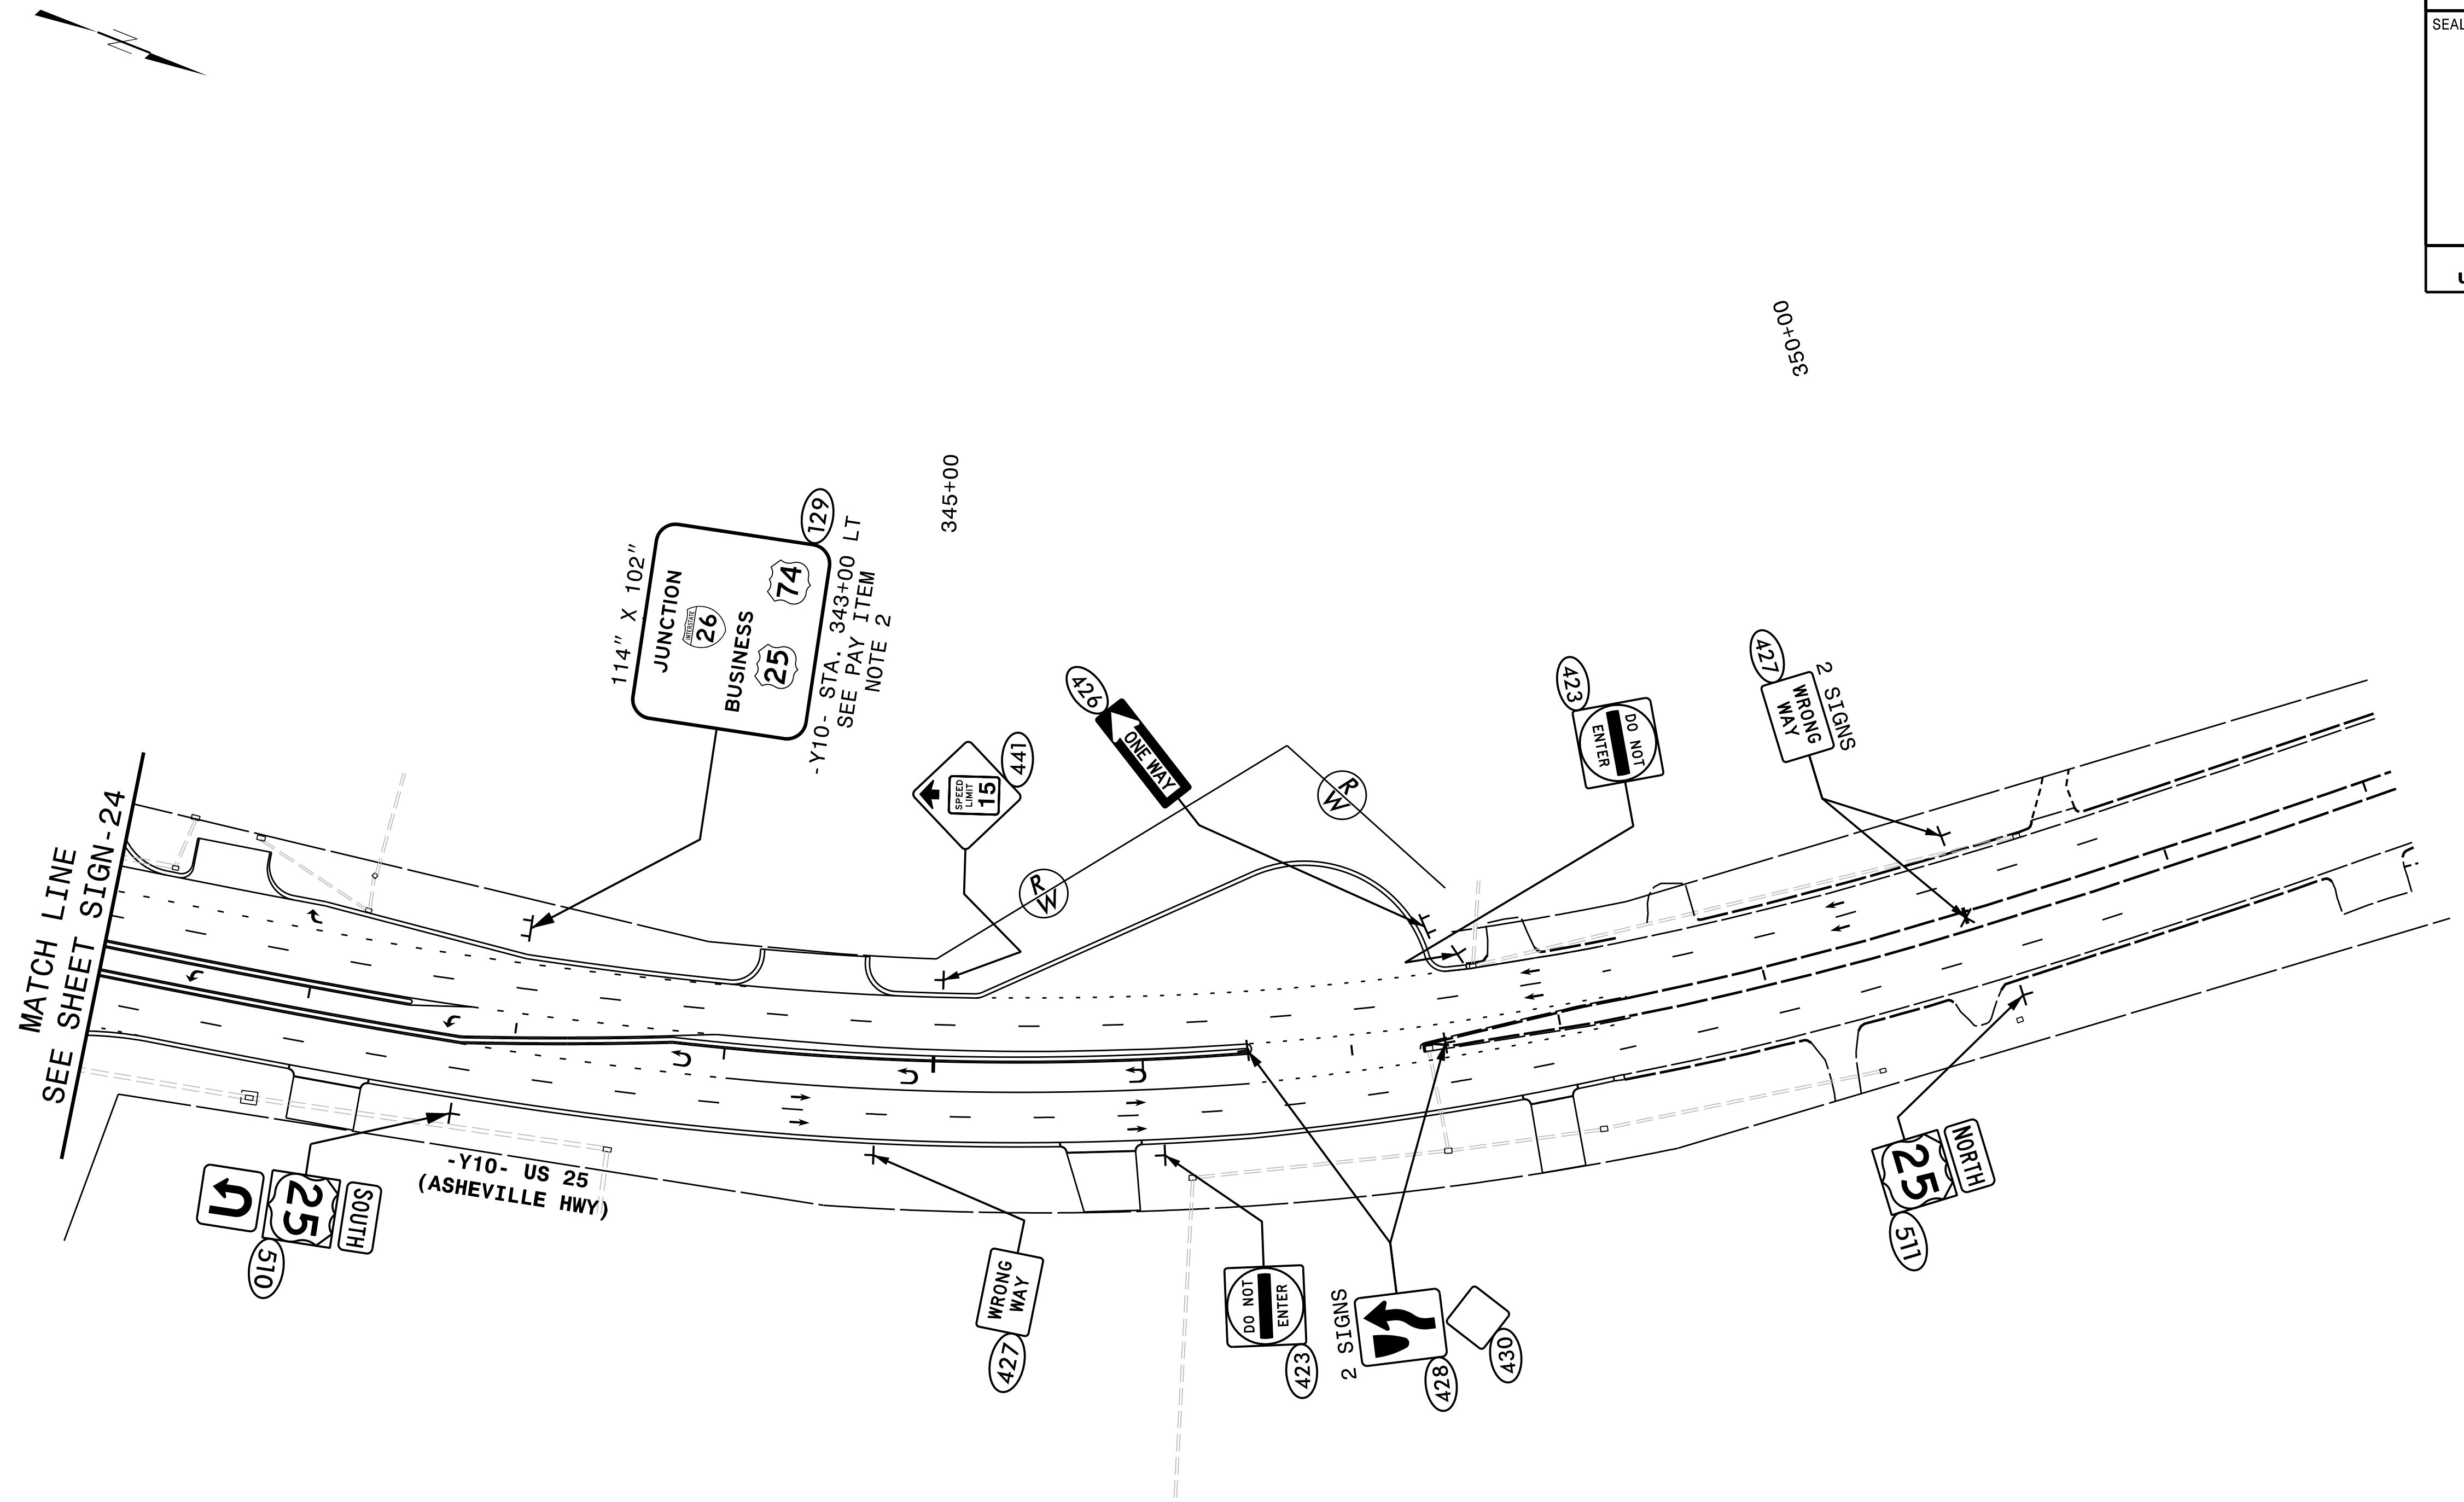 SEAL
U
350+00
345+00
MATCH LINE
SEE SHEET SIGN-24
114" X 102"
JUNCTION
INTERSTATE
26
BUSINESS
25 74
129
-Y10- STA. 343+00 LT
SEE PAY ITEM
NOTE 2
SPEED
LIMIT
15
441
R
W
426
ONE WAY
R
W
423
DO NOT
ENTER
427
WRONG
WAY
2 SIGNS
SOUTH
25
510
-Y10- US 25
(ASHEVILLE HWY)
WRONG
WAY
427
DO NOT
ENTER
423
2 SIGNS
428
430
NORTH
25
511